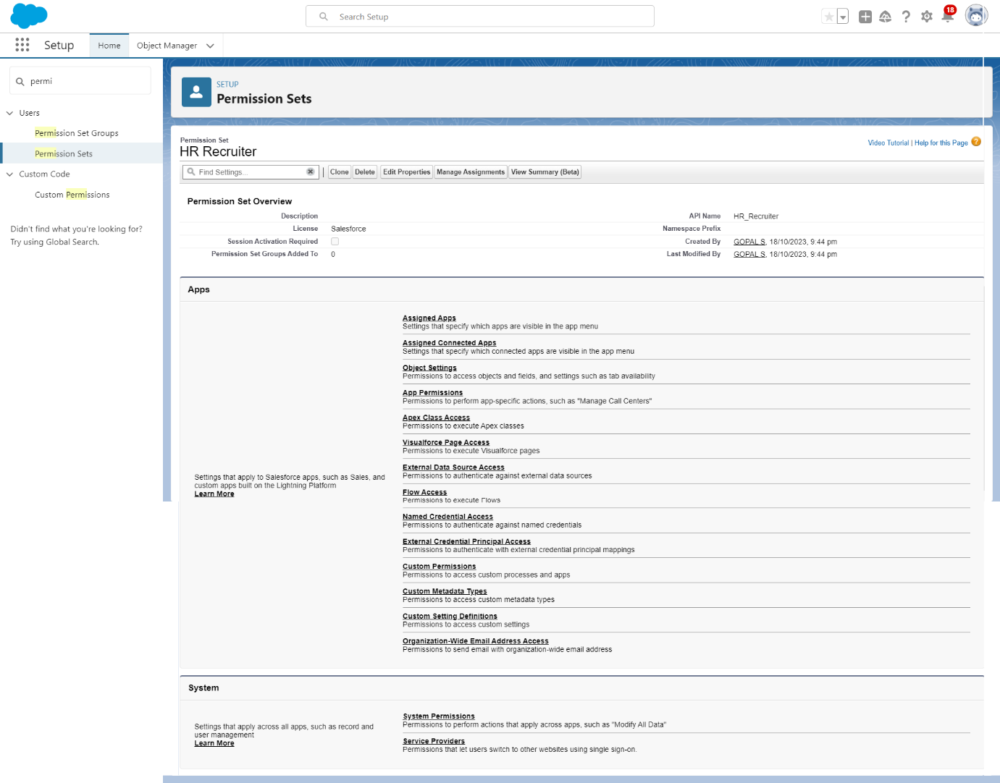 Search Setup
18
Setup
Home
Object Manager
permi
Users
Permission Set Groups
Permission Sets
Custom Code
Custom Permissions
Didn't find what you're looking for?
Try using Global Search.
SETUP
Permission Sets
Permission Set
HR Recruiter
Video Tutorial | Help for this Page ?
Find Settings...
Clone
Delete
Edit Properties
Manage Assignments
View Summary (Beta)
Permission Set Overview
Description
API Name HR_Recruiter
License Salesforce
Namespace Prefix
Session Activation Required
Created By GOPAL S, 18/10/2023, 9:44 pm
Permission Set Groups Added To 0
Last Modified By GOPAL S, 18/10/2023, 9:44 pm
Apps
Settings that apply to Salesforce apps, such as Sales, and
custom apps built on the Lightning Platform
Learn More
Assigned Apps
Settings that specify which apps are visible in the app menu
Assigned Connected Apps
Settings that specify which connected apps are visible in the app menu
Object Settings
Permissions to access objects and fields, and settings such as tab availability
App Permissions
Permissions to perform app-specific actions, such as "Manage Call Centers"
Apex Class Access
Permissions to execute Apex classes
Visualforce Page Access
Permissions to execute Visualforce pages
External Data Source Access
Permissions to authenticate against external data sources
Flow Access
Permissions to execute Flows
Named Credential Access
Permissions to authenticate against named credentials
External Credential Principal Access
Permissions to authenticate with external credential principal mappings
Custom Permissions
Permissions to access custom processes and apps
Custom Metadata Types
Permissions to access custom metadata types
Custom Setting Definitions
Permissions to access custom settings
Organization-Wide Email Address Access
Permissions to send email with organization-wide email address
System
Settings that apply across all apps, such as record and
user management
Learn More
System Permissions
Permissions to perform actions that apply across apps, such as "Modify All Data"
Service Providers
Permissions that let users switch to other websites using single sign-on.